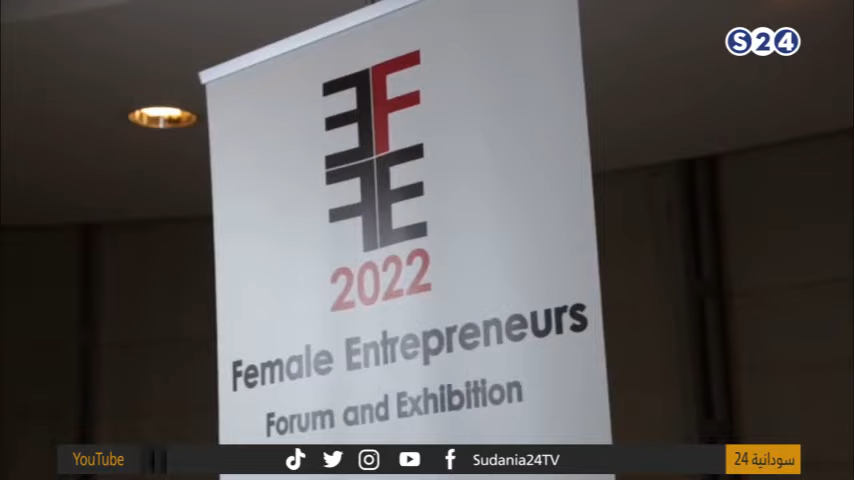 S24
2022
Female Entrepreneurs
Forum and Exhibition
YouTube
Sudania24TV
سودانية 24